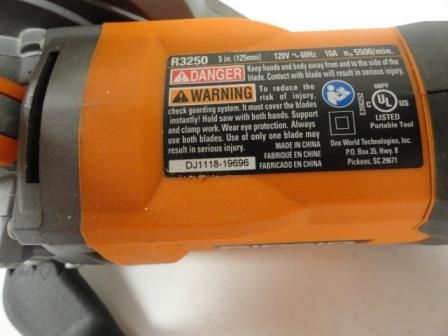 R3250 5 in. (125mm) 120V ~ 60Hz 10A n₀ 5500/min.
DANGER Keep hands and body away from and to the side of the
blade. Contact with blade will result in serious injury.
WARNING To reduce the
risk of injury,
check guarding system. It must cover the blades
instantly! Hold saw with both hands. Support
and clamp work. Wear eye protection. Always
use both blades. Use of only one blade may
result in serious injury.
MADE IN CHINA
FABRIQUÉ EN CHINE
FABRICADO EN CHINA
DJ1118-19696
E196252
68PF
C UL US
LISTED
Portable Tool
One World Technologies, Inc.
P.O. Box 35, Hwy. 8
Pickens, SC 29671